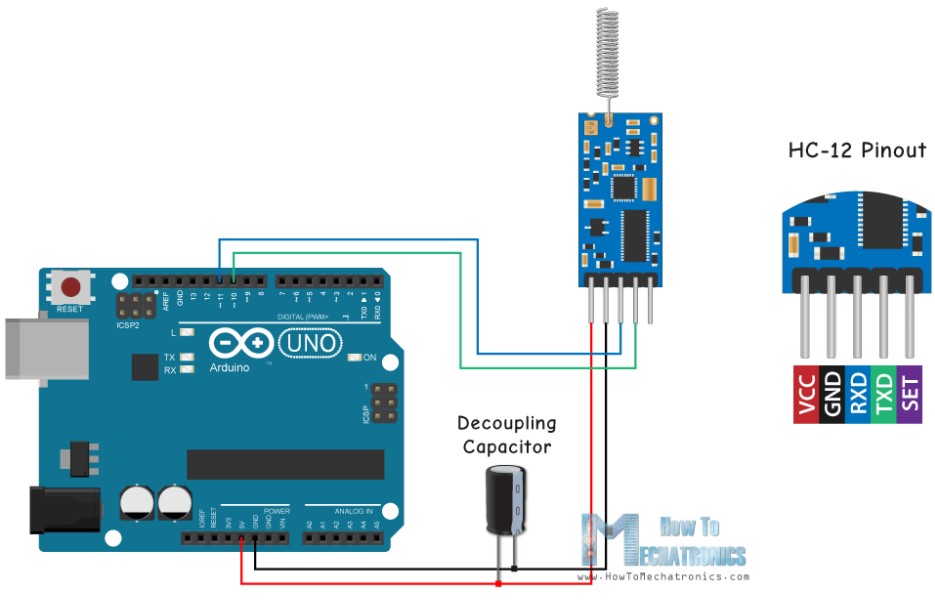 HC-12 Pinout
VCC
GND
RXD
TXD
SET
RESET
ICSP2
AREF
GND
13
12
~11
~10
~9
8
7
~6
~5
4
~3
2
TXD ▶ 1
RXD ◀ 0
DIGITAL (PWM~
L
TX
RX
UNO
Arduino
ON
1
ICSP
Decoupling
Capacitor
IOREF
RESET
3V3
5V
GND
GND
VIN
POWER
ANALOG IN
A0
A1
A2
A3
A4
A5
How To
MECHATRONICS
www.HowToMechatronics.com